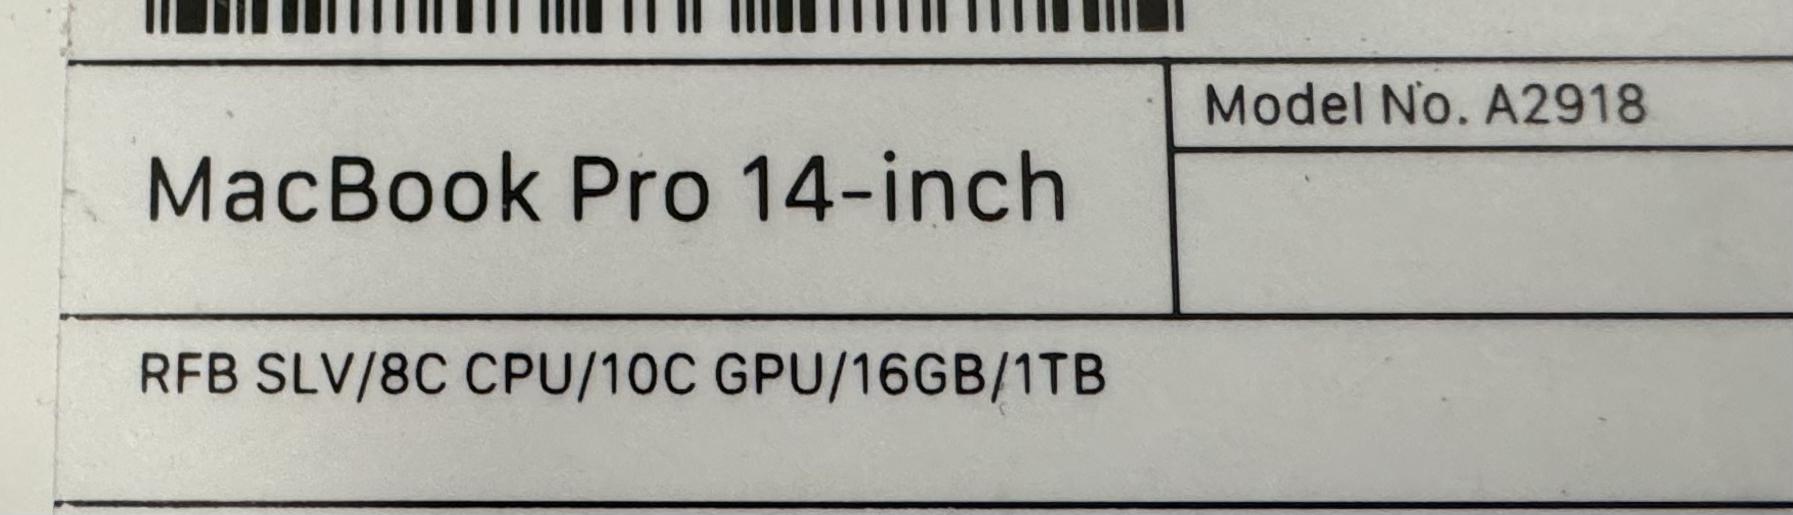 Model No. A2918
MacBook Pro 14-inch
RFB SLV/8C CPU/10C GPU/16GB/1TB